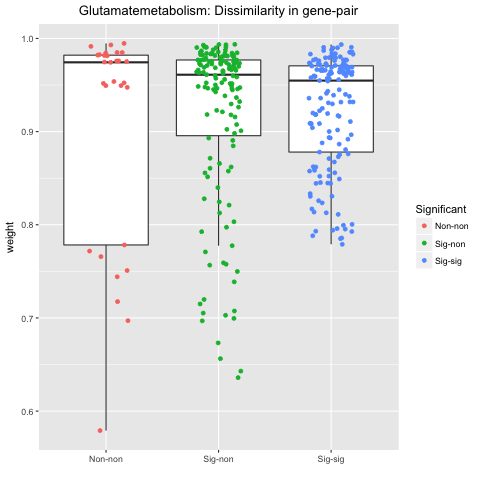 Glutamatemetabolism: Dissimilarity in gene-pair
1.0
0.9
0.8
0.7
0.6
weight
Non-non
Sig-non
Sig-sig
Significant
Non-non
Sig-non
Sig-sig